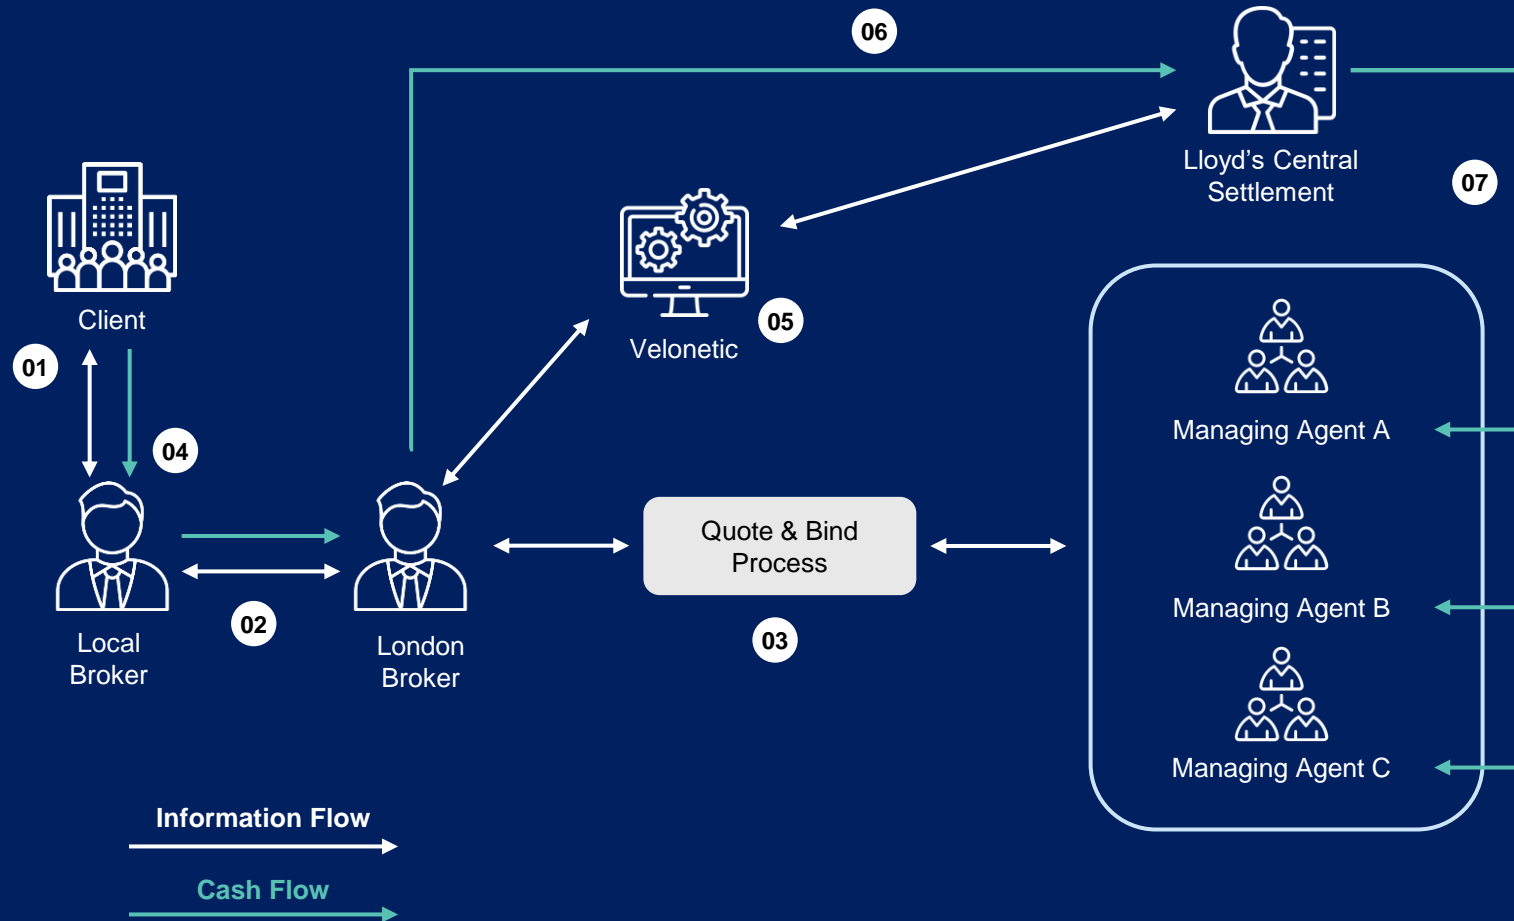 06
Lloyd's Central
Settlement
07
Client
01
Velonetic
05
04
Managing Agent A
Quote & Bind
Process
Managing Agent B
02
03
Local
Broker
London
Broker
Managing Agent C
Information Flow
Cash Flow